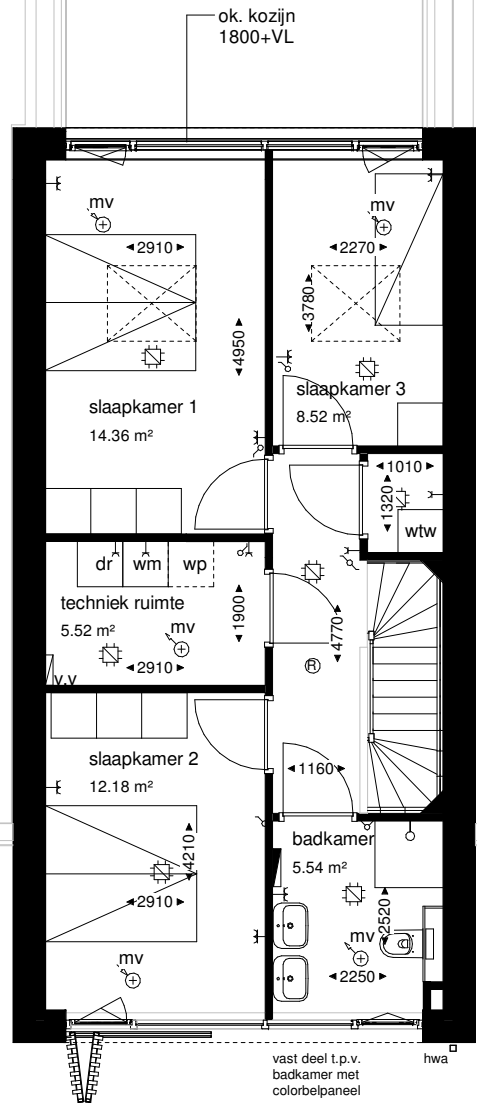 ok. kozijn
1800+VL
mv
mv
2910
2270
3780
4950
slaapkamer 1
14.36 m²
slaapkamer 3
8.52 m²
1010
1320
wtw
dr wm wp
techniek ruimte
5.52 m²
mv
1900
2910
v.v
4770
R
slaapkamer 2
12.18 m²
1160
badkamer
5.54 m²
4210
2910
2520
mv
2250
mv
vast deel t.p.v.
badkamer met
colorbelpaneel
hwa